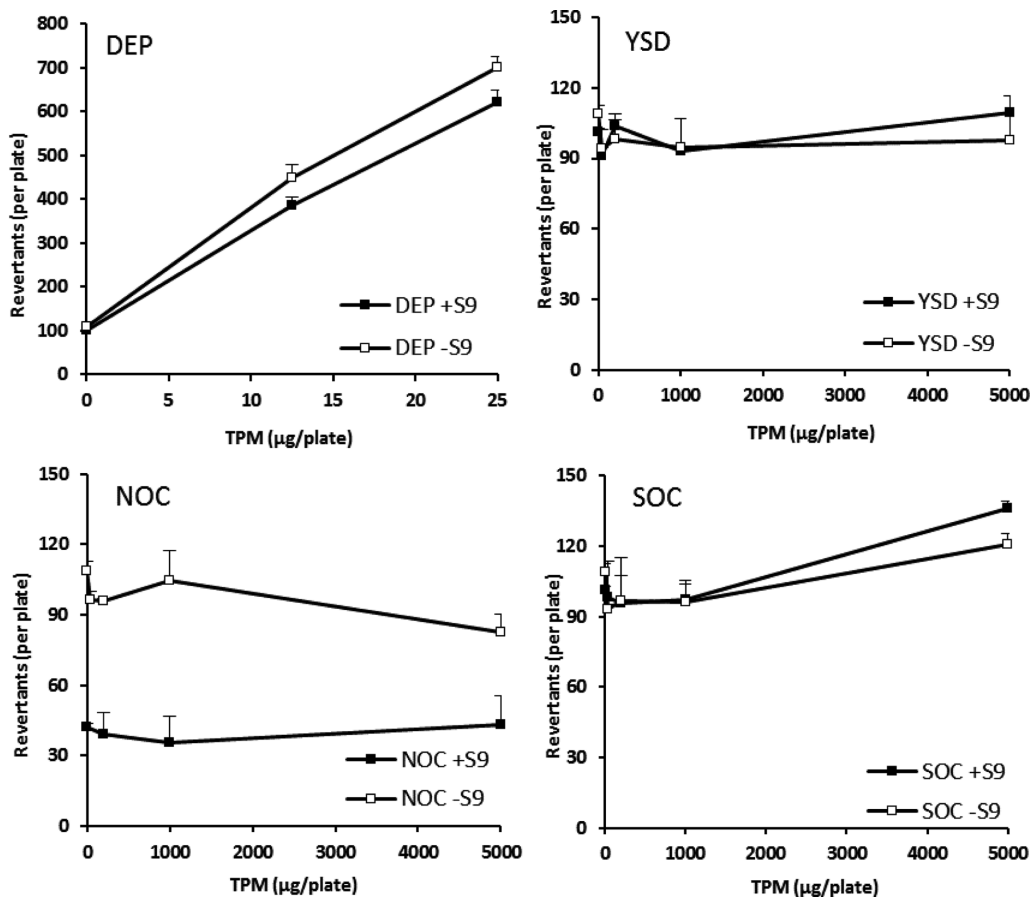 DEP
Revertants (per plate)
800
700
600
500
400
300
200
100
0
DEP +S9
DEP -S9
0 5 10 15 20 25
TPM (µg/plate)
YSD
Revertants (per plate)
150
120
90
60
30
0
YSD +S9
YSD -S9
0 1000 2000 3000 4000 5000
TPM (µg/plate)
NOC
Revertants (per plate)
150
120
90
60
30
0
NOC +S9
NOC -S9
0 1000 2000 3000 4000 5000
TPM (µg/plate)
SOC
Revertants (per plate)
150
120
90
60
30
0
SOC +S9
SOC -S9
0 1000 2000 3000 4000 5000
TPM (µg/plate)